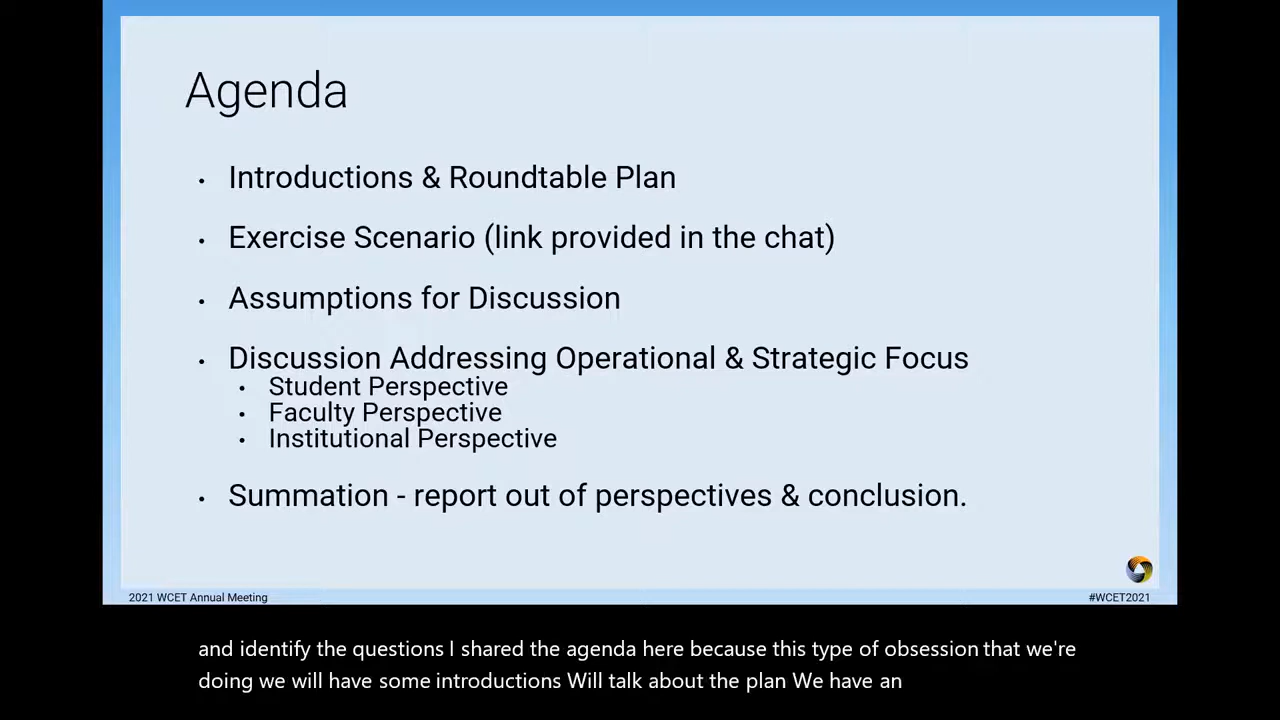 Agenda
• Introductions & Roundtable Plan
• Exercise Scenario (link provided in the chat)
• Assumptions for Discussion
• Discussion Addressing Operational & Strategic Focus
• Student Perspective
• Faculty Perspective
• Institutional Perspective
• Summation - report out of perspectives & conclusion.
2021 WCET Annual Meeting
#WCET2021
and identify the questions I shared the agenda here because this type of obsession that we're
doing we will have some introductions Will talk about the plan We have an